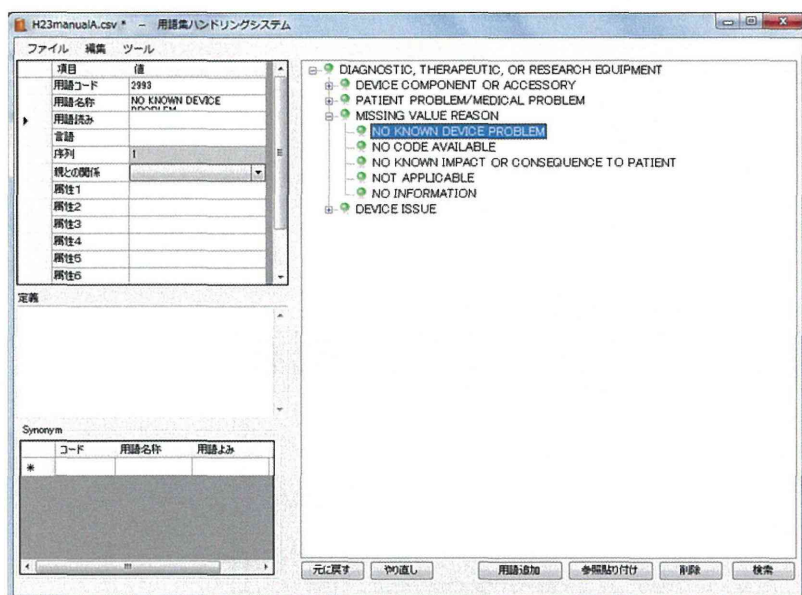 H23manualA.csv * － 用語集ハンドリングシステム
ファイル 編集 ツール
項目 値
用語コード 2993
用語名称 NO KNOWN DEVICE PROBLEM
用語読み
言語
序列 1
親との関係
属性1
属性2
属性3
属性4
属性5
属性6
定義
Synonym
コード 用語名称 用語よみ
*
DIAGNOSTIC, THERAPEUTIC, OR RESEARCH EQUIPMENT
DEVICE COMPONENT OR ACCESSORY
PATIENT PROBLEM/MEDICAL PROBLEM
MISSING VALUE REASON
NO KNOWN DEVICE PROBLEM
NO CODE AVAILABLE
NO KNOWN IMPACT OR CONSEQUENCE TO PATIENT
NOT APPLICABLE
NO INFORMATION
DEVICE ISSUE
元に戻す やり直し 用語追加 参照貼り付け 削除 検索